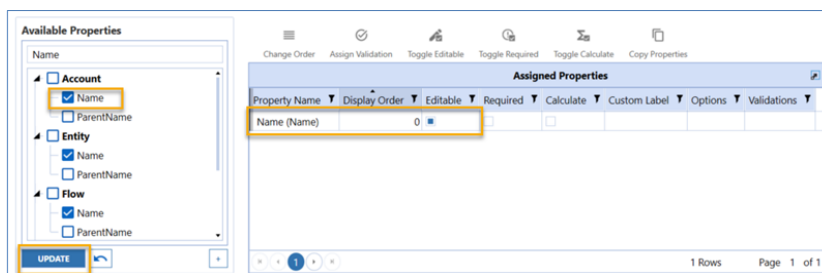 Available Properties
Name
Account
Name
ParentName
Entity
Name
ParentName
Flow
Name
ParentName
UPDATE
+
Change Order Assign Validation Toggle Editable Toggle Required Toggle Calculate Copy Properties
Assigned Properties
Property Name Display Order Editable Required Calculate Custom Label Options Validations
Name (Name) 0
1 1 Rows Page 1 of 1